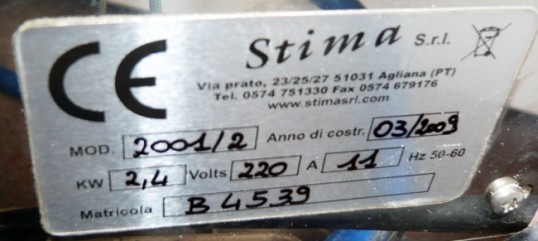 CE Stima S.r.l.
Via prato, 23/25/27 51031 Agliana (PT)
Tel. 0574 751330 Fax 0574 679176
www.stimasrl.com
MOD. 2001/2 Anno di costr. 03/2009
KW 2,4 Volts 220 A 11 Hz 50-60
Matricola B 4539